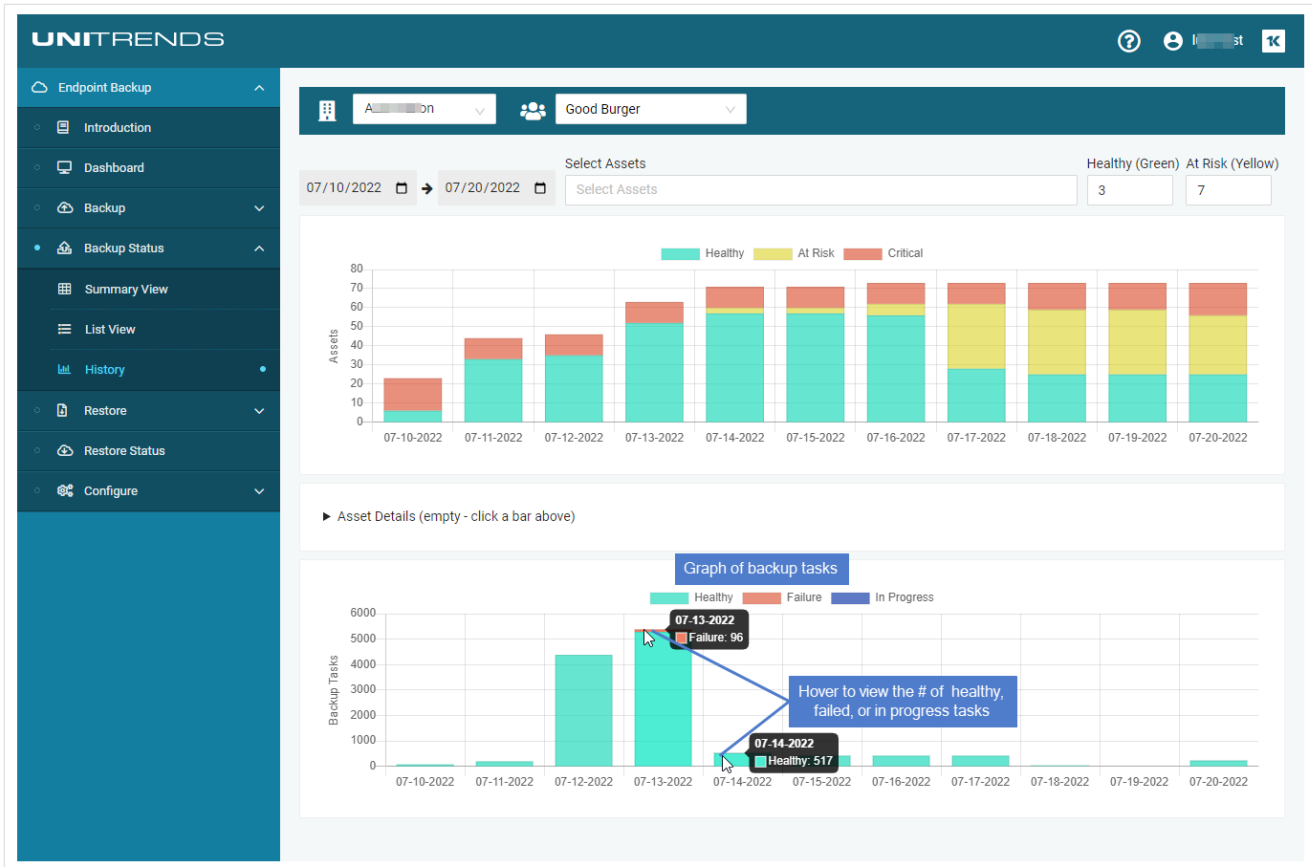 UNITRENDS
Endpoint Backup
Introduction
Dashboard
Backup
Backup Status
Summary View
List View
History
Restore
Restore Status
Configure
Good Burger
Select Assets
Healthy (Green) At Risk (Yellow)
07/10/2022 07/20/2022 Select Assets 3 7
Healthy At Risk Critical
Assets
80
70
60
50
40
30
20
10
0
07-10-2022 07-11-2022 07-12-2022 07-13-2022 07-14-2022 07-15-2022 07-16-2022 07-17-2022 07-18-2022 07-19-2022 07-20-2022
Asset Details (empty - click a bar above)
Graph of backup tasks
Healthy Failure In Progress
Backup Tasks
6000
5000
4000
3000
2000
1000
0
07-13-2022
Failure: 96
Hover to view the # of healthy,
failed, or in progress tasks
07-14-2022
Healthy: 517
07-10-2022 07-11-2022 07-12-2022 07-13-2022 07-14-2022 07-15-2022 07-16-2022 07-17-2022 07-18-2022 07-19-2022 07-20-2022